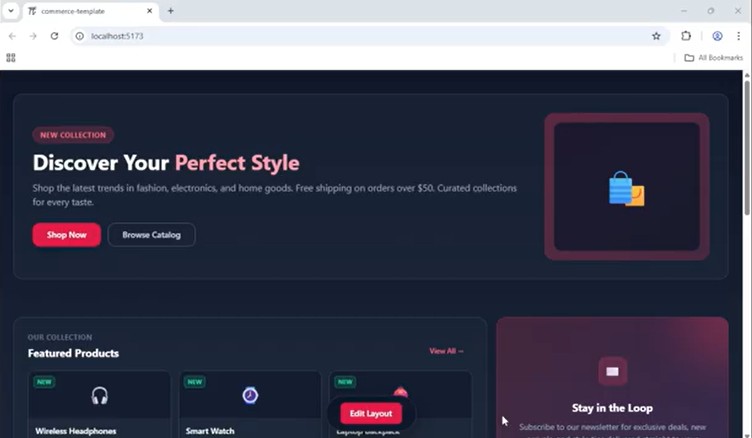 commerce-template
localhost:5173
All Bookmarks
NEW COLLECTION
Discover Your Perfect Style
Shop the latest trends in fashion, electronics, and home goods. Free shipping on orders over $50. Curated collections
for every taste.
Shop Now
Browse Catalog
OUR COLLECTION
Featured Products
View All →
NEW
NEW
NEW
Wireless Headphones
Smart Watch
Laptop Backpack
Edit Layout
Stay in the Loop
Subscribe to our newsletter for exclusive deals, new